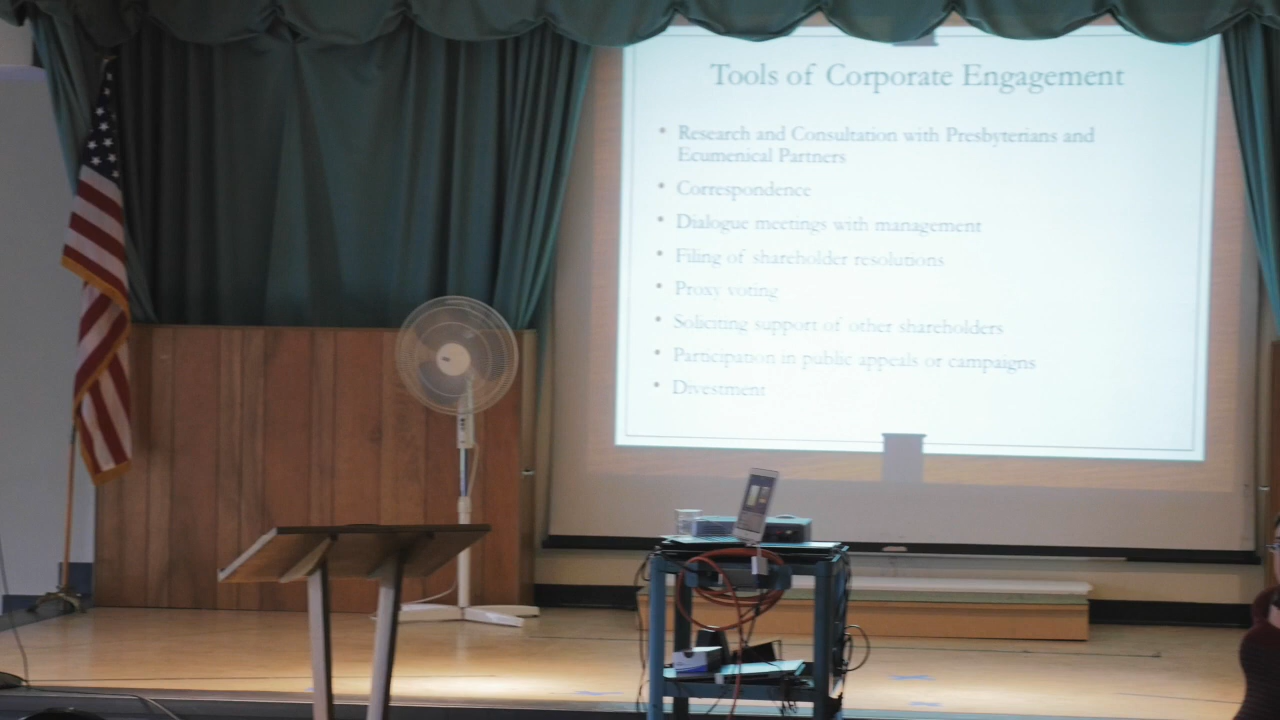 Tools of Corporate Engagement
• Research and Consultation with Presbyterians and
Ecumenical Partners
• Correspondence
• Dialogue meetings with management
• Filing of shareholder resolutions
• Proxy voting
• Soliciting support of other shareholders
• Participation in public appeals or campaigns
• Divestment